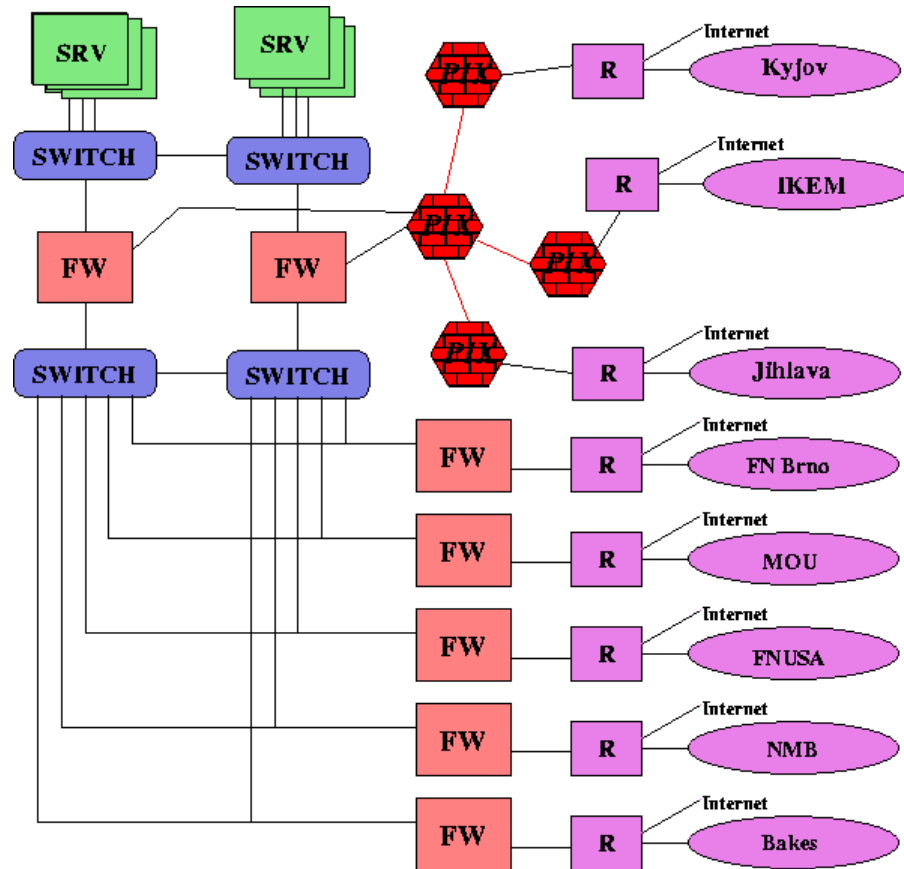 SRV
SRV
PIX
R
Internet
Kyjov
SWITCH
SWITCH
Internet
R
IKEM
PIX
FW
FW
PIX
Internet
PIX
SWITCH
SWITCH
R
Jihlava
Internet
FW
R
FN Brno
Internet
FW
R
MOU
Internet
FW
R
FNUSA
Internet
FW
R
NMB
Internet
FW
R
Bakes